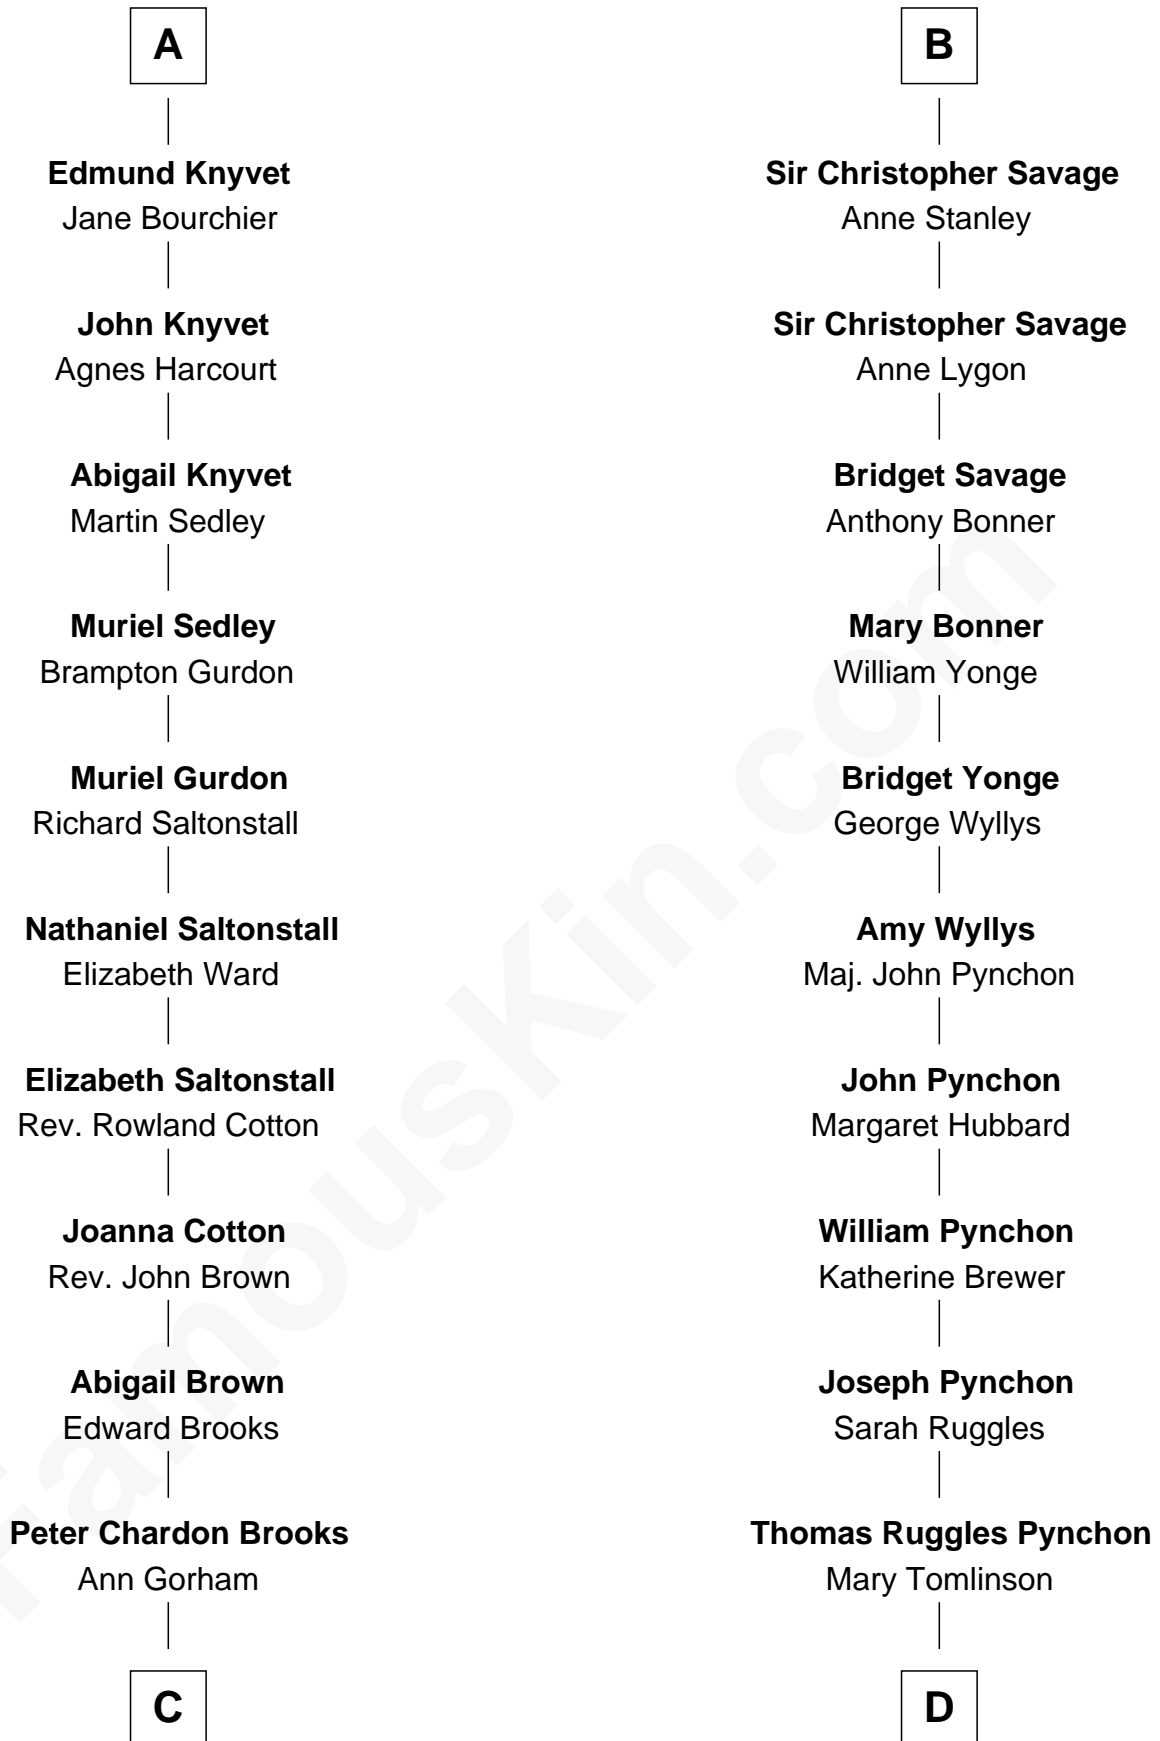 A
Edmund Knyvet
Jane Bourchier
John Knyvet
Agnes Harcourt
Abigail Knyvet
Martin Sedley
Muriel Sedley
Brampton Gurdon
Muriel Gurdon
Richard Saltonstall
Nathaniel Saltonstall
Elizabeth Ward
Elizabeth Saltonstall
Rev. Rowland Cotton
Joanna Cotton
Rev. John Brown
Abigail Brown
Edward Brooks
Peter Chardon Brooks
Ann Gorham
C
B
Sir Christopher Savage
Anne Stanley
Sir Christopher Savage
Anne Lygon
Bridget Savage
Anthony Bonner
Mary Bonner
William Yonge
Bridget Yonge
George Wyllys
Amy Wyllys
Maj. John Pynchon
John Pynchon
Margaret Hubbard
William Pynchon
Katherine Brewer
Joseph Pynchon
Sarah Ruggles
Thomas Ruggles Pynchon
Mary Tomlinson
D
FamousKin.com